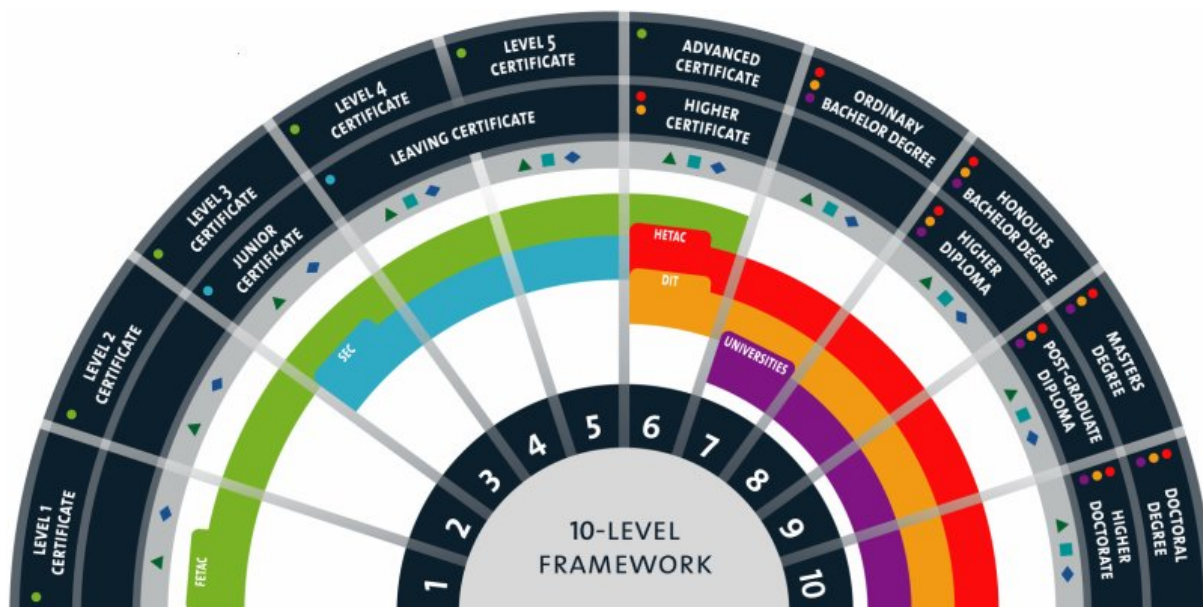 LEVEL 1
CERTIFICATE
LEVEL 2
CERTIFICATE
LEVEL 3
CERTIFICATE
JUNIOR
CERTIFICATE
LEVEL 4
CERTIFICATE
LEVEL 5
CERTIFICATE
LEAVING CERTIFICATE
ADVANCED
CERTIFICATE
HIGHER
CERTIFICATE
ORDINARY
BACHELOR DEGREE
HONOURS
BACHELOR DEGREE
HIGHER
DIPLOMA
MASTERS
DEGREE
POST-GRADUATE
DIPLOMA
DOCTORAL
DEGREE
HIGHER
DOCTORATE
FETAC
SEC
HETAC
DIT
UNIVERSITIES
1
2
3
4
5
6
7
8
9
10
10-LEVEL
FRAMEWORK